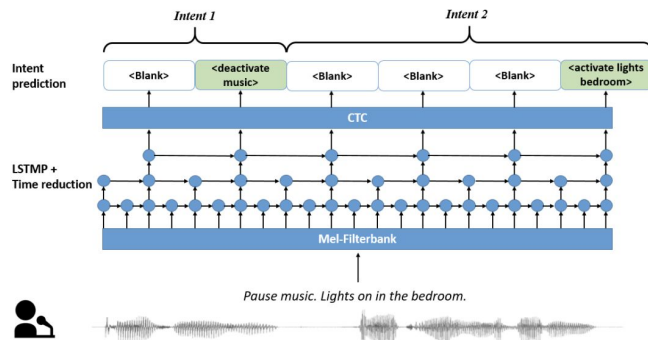 Intent 1
Intent 2
Intent
prediction
<Blank>
<deactivate
music>
<Blank>
<Blank>
<Blank>
<activate lights
bedroom>
CTC
LSTMP +
Time reduction
Mel-Filterbank
Pause music. Lights on in the bedroom.